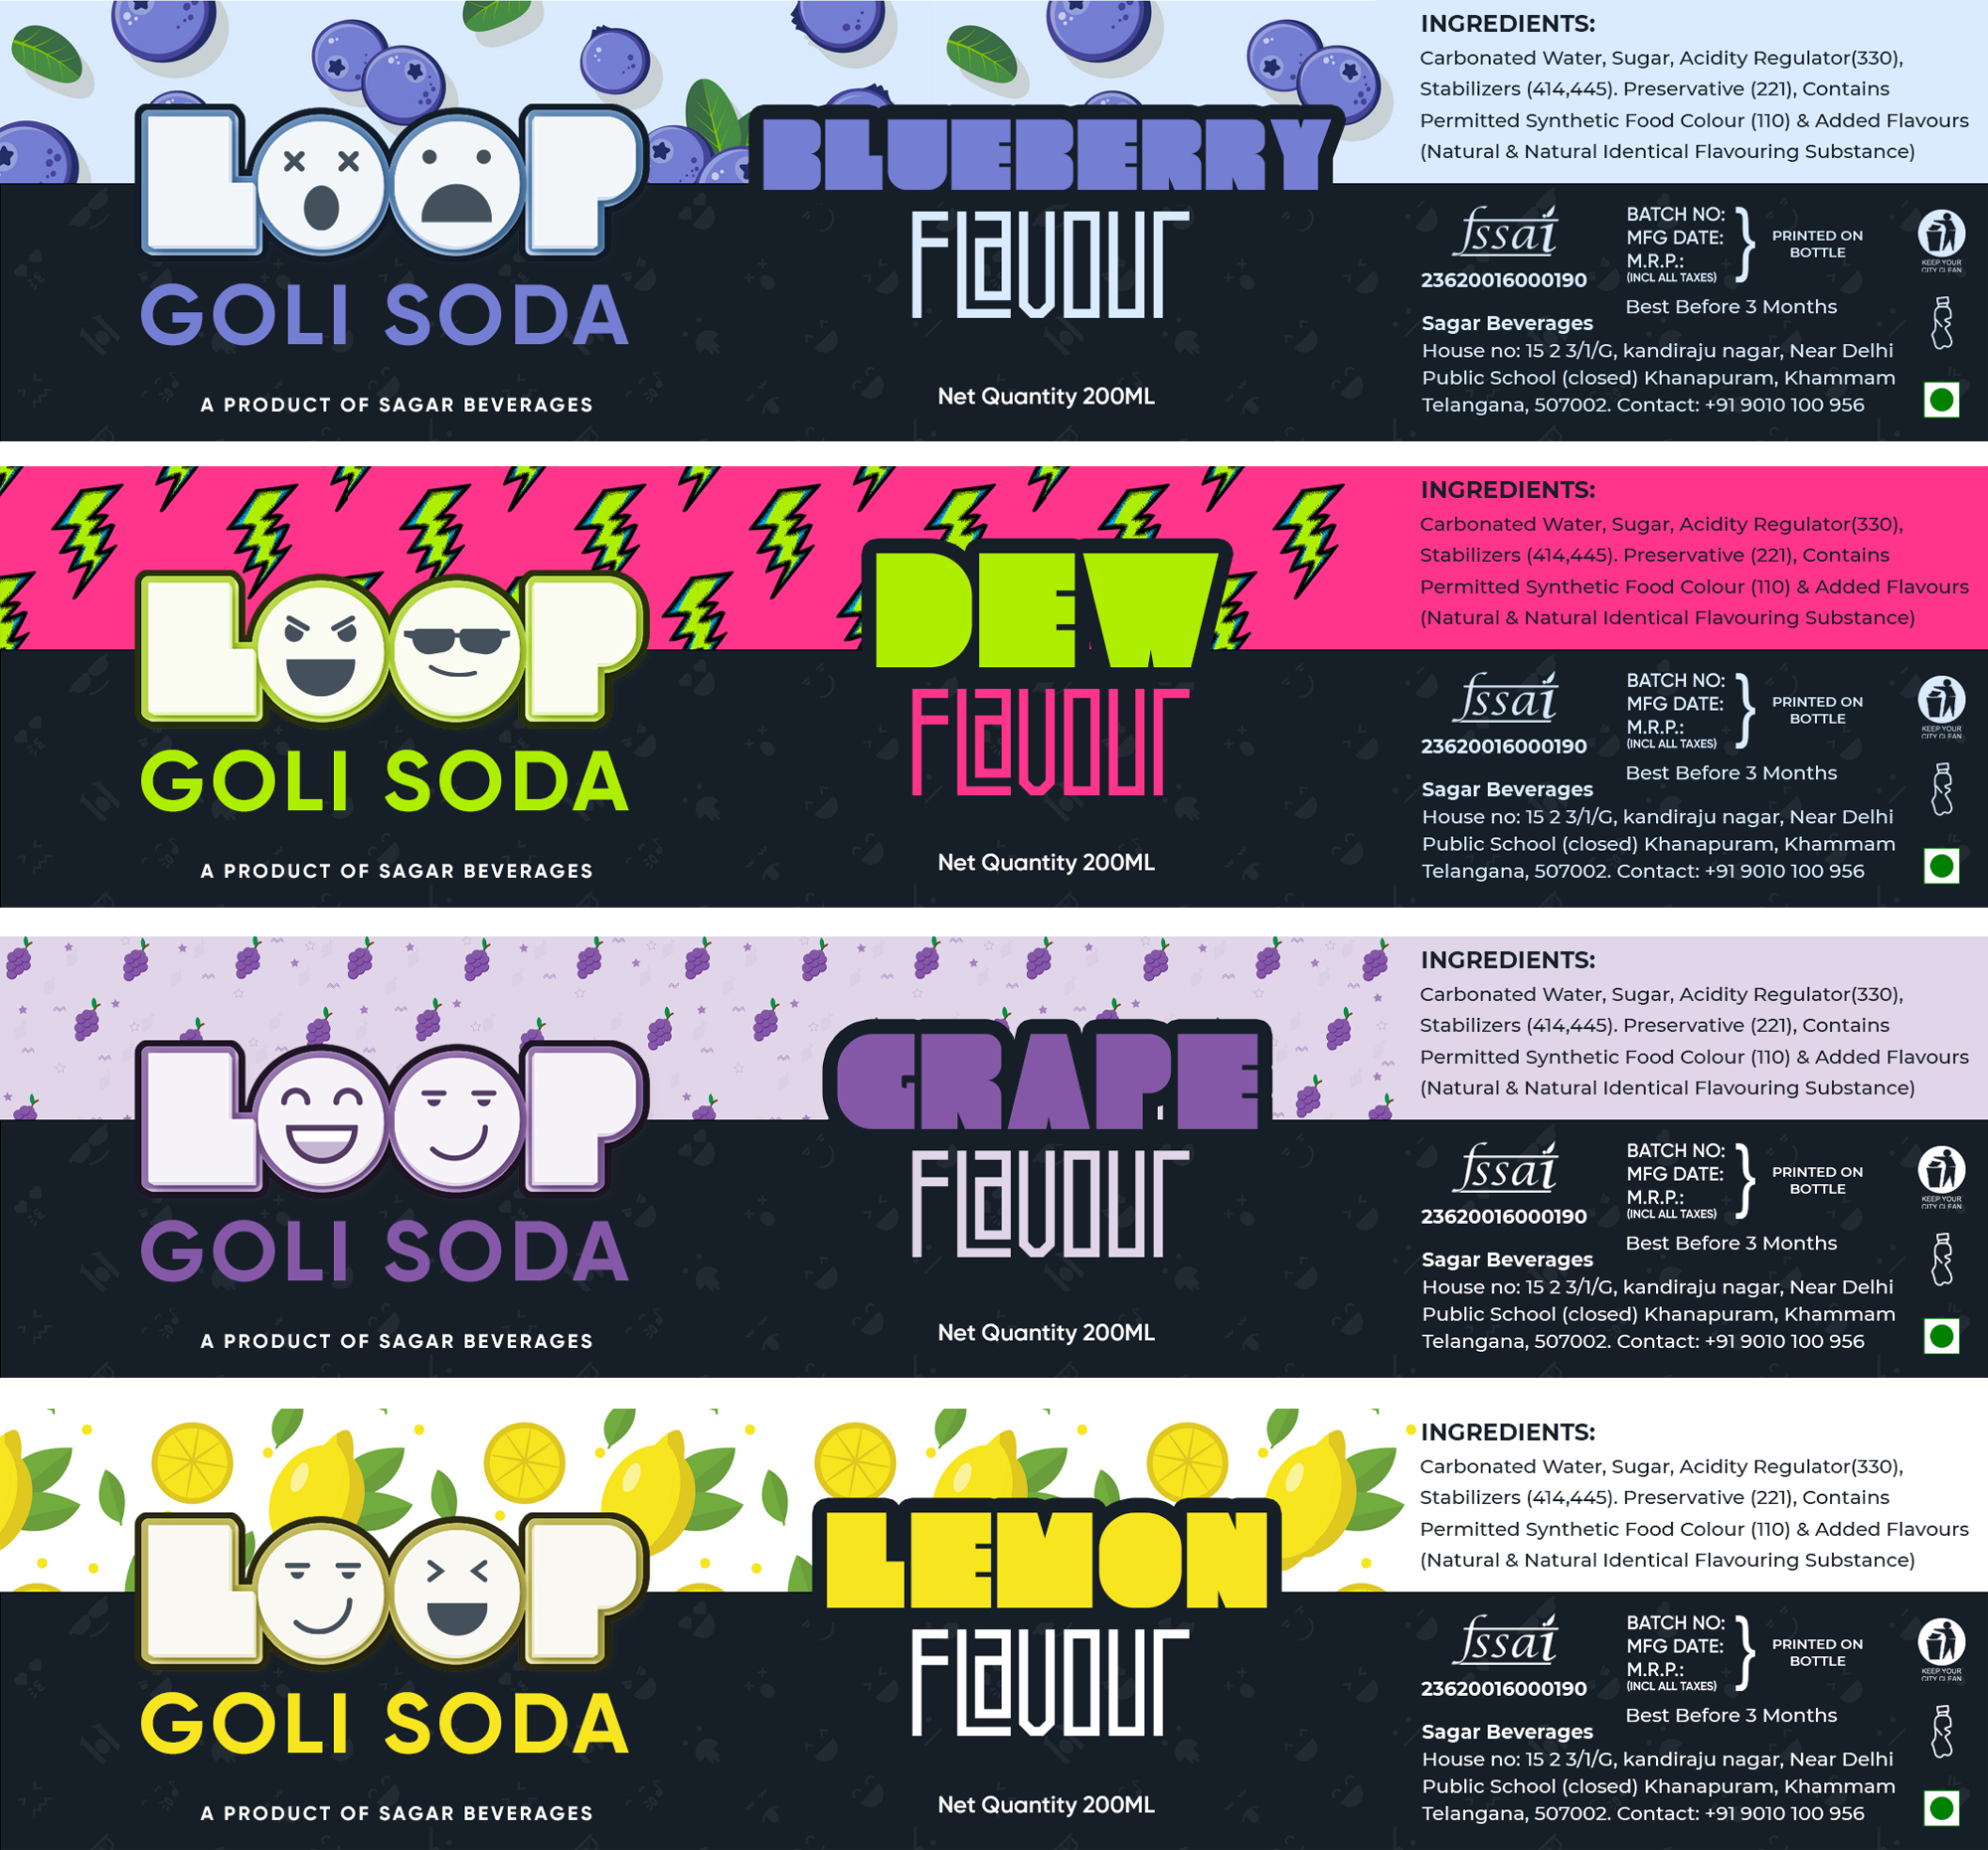 LOOP
GOLI SODA
A PRODUCT OF SAGAR BEVERAGES
BLUEBERRY
FLaVOUr
Net Quantity 200ML
INGREDIENTS:
Carbonated Water, Sugar, Acidity Regulator(330),
Stabilizers (414,445). Preservative (221), Contains
Permitted Synthetic Food Colour (110) & Added Flavours
(Natural & Natural Identical Flavouring Substance)
fssai
23620016000190
BATCH NO:
MFG DATE:
M.R.P.:
(INCL ALL TAXES)
PRINTED ON
BOTTLE
Best Before 3 Months
KEEP YOUR
CITY CLEAN
Sagar Beverages
House no: 15 2 3/1/G, kandiraju nagar, Near Delhi
Public School (closed) Khanapuram, Khammam
Telangana, 507002. Contact: +91 9010 100 956
LOOP
GOLI SODA
A PRODUCT OF SAGAR BEVERAGES
DEW
FLaVOUr
Net Quantity 200ML
INGREDIENTS:
Carbonated Water, Sugar, Acidity Regulator(330),
Stabilizers (414,445). Preservative (221), Contains
Permitted Synthetic Food Colour (110) & Added Flavours
(Natural & Natural Identical Flavouring Substance)
fssai
23620016000190
BATCH NO:
MFG DATE:
M.R.P.:
(INCL ALL TAXES)
PRINTED ON
BOTTLE
Best Before 3 Months
KEEP YOUR
CITY CLEAN
Sagar Beverages
House no: 15 2 3/1/G, kandiraju nagar, Near Delhi
Public School (closed) Khanapuram, Khammam
Telangana, 507002. Contact: +91 9010 100 956
LOOP
GOLI SODA
A PRODUCT OF SAGAR BEVERAGES
GRAPE
FLaVOUr
Net Quantity 200ML
INGREDIENTS:
Carbonated Water, Sugar, Acidity Regulator(330),
Stabilizers (414,445). Preservative (221), Contains
Permitted Synthetic Food Colour (110) & Added Flavours
(Natural & Natural Identical Flavouring Substance)
fssai
23620016000190
BATCH NO:
MFG DATE:
M.R.P.:
(INCL ALL TAXES)
PRINTED ON
BOTTLE
Best Before 3 Months
KEEP YOUR
CITY CLEAN
Sagar Beverages
House no: 15 2 3/1/G, kandiraju nagar, Near Delhi
Public School (closed) Khanapuram, Khammam
Telangana, 507002. Contact: +91 9010 100 956
LOOP
GOLI SODA
A PRODUCT OF SAGAR BEVERAGES
LEMON
FLaVOUr
Net Quantity 200ML
INGREDIENTS:
Carbonated Water, Sugar, Acidity Regulator(330),
Stabilizers (414,445). Preservative (221), Contains
Permitted Synthetic Food Colour (110) & Added Flavours
(Natural & Natural Identical Flavouring Substance)
fssai
23620016000190
BATCH NO:
MFG DATE:
M.R.P.:
(INCL ALL TAXES)
PRINTED ON
BOTTLE
Best Before 3 Months
KEEP YOUR
CITY CLEAN
Sagar Beverages
House no: 15 2 3/1/G, kandiraju nagar, Near Delhi
Public School (closed) Khanapuram, Khammam
Telangana, 507002. Contact: +91 9010 100 956